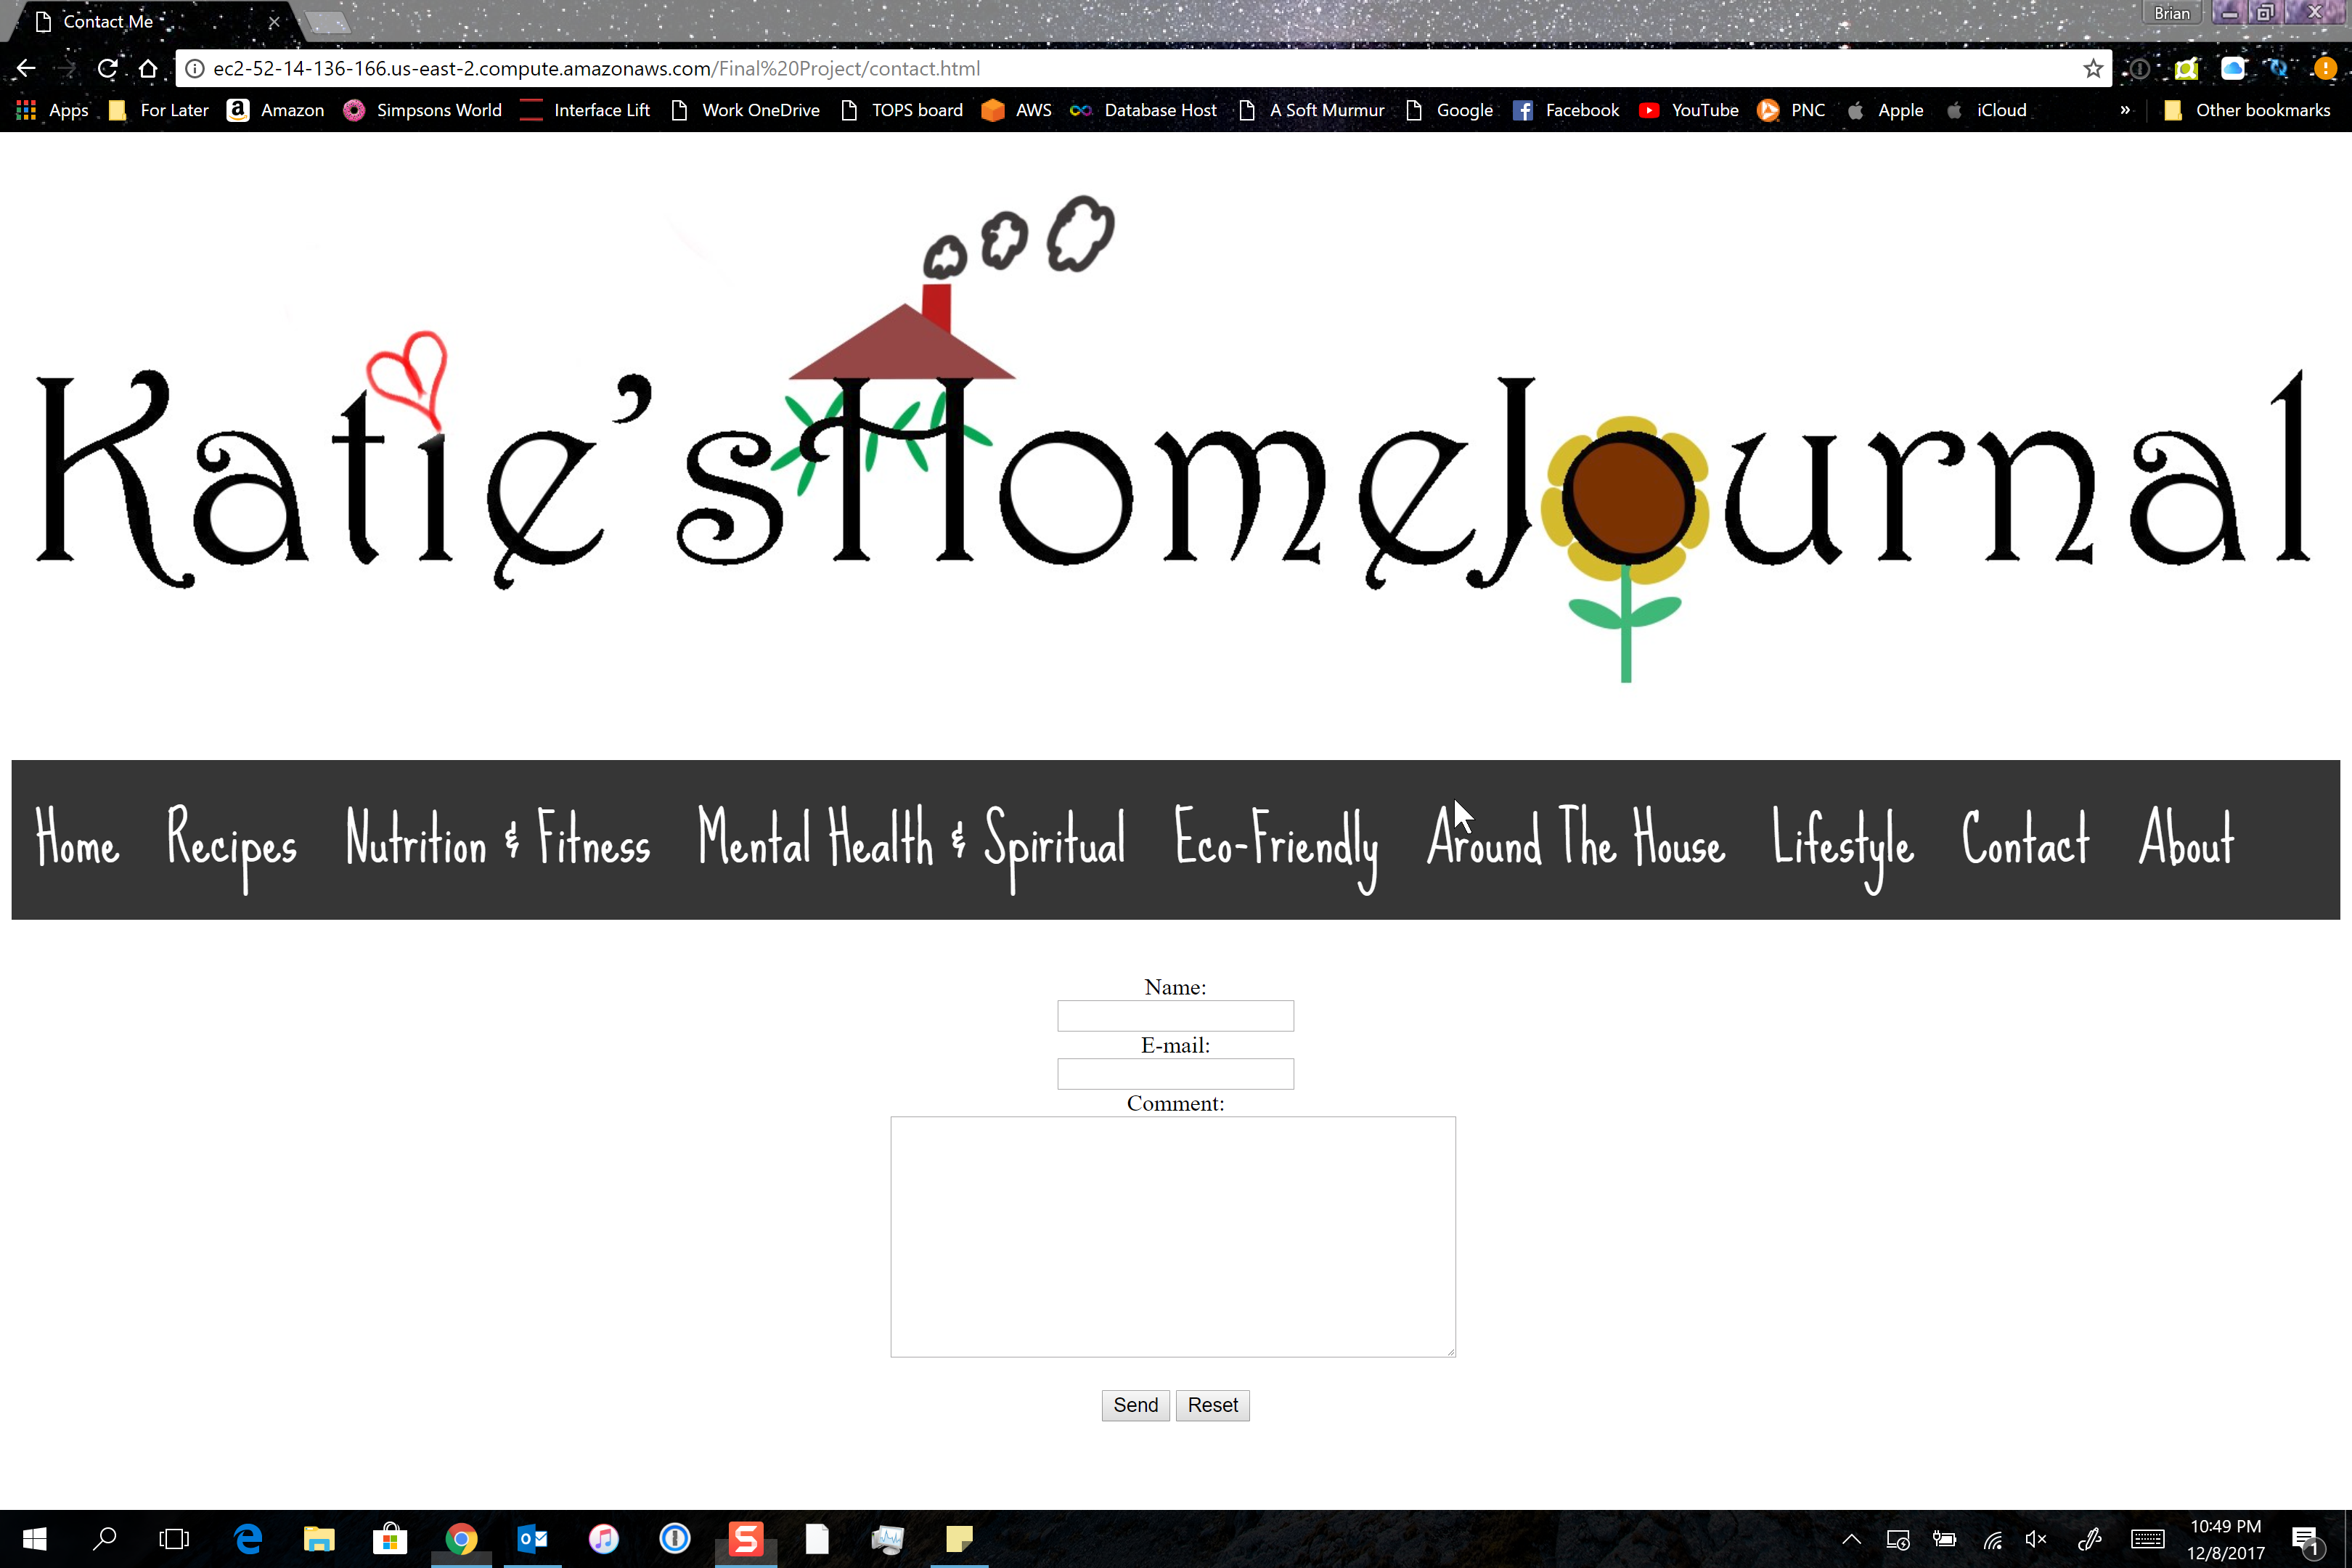 Contact Me
Brian
ec2-52-14-136-166.us-east-2.compute.amazonaws.com/Final%20Project/contact.html
Apps For Later Amazon Simpsons World Interface Lift Work OneDrive TOPS board AWS Database Host A Soft Murmur Google Facebook YouTube PNC Apple iCloud » Other bookmarks
Katie'sHomeJournal
Home Recipes Nutrition & Fitness Mental Health & Spiritual Eco-Friendly Around The House Lifestyle Contact About
Name:
E-mail:
Comment:
Send Reset
10:49 PM
12/8/2017
1